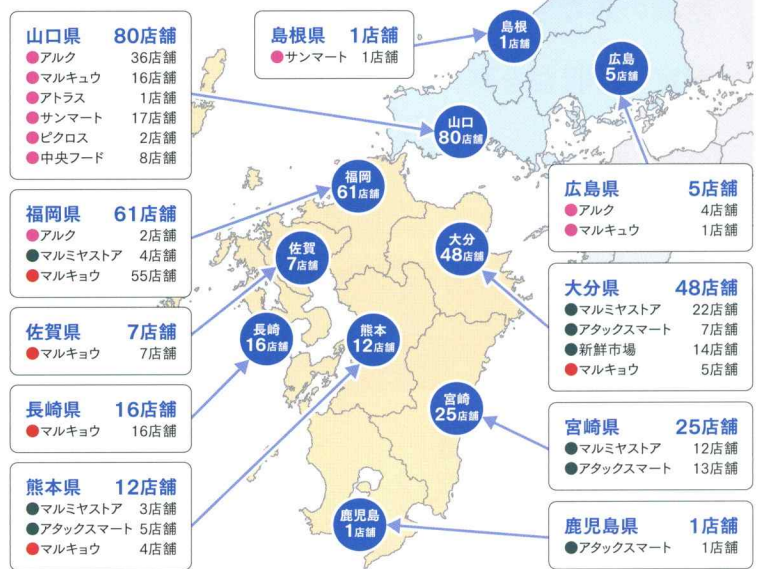 山口県 80店舗
●アルク 36店舗
●マルキュウ 16店舗
●アトラス 1店舗
●サンマート 17店舗
●ピクロス 2店舗
●中央フード 8店舗
島根県 1店舗
●サンマート 1店舗
島根
1店舗
広島
5店舗
山口
80店舗
福岡
61店舗
福岡県 61店舗
●アルク 2店舗
●マルミヤストア 4店舗
●マルキョウ 55店舗
広島県 5店舗
●アルク 4店舗
●マルキュウ 1店舗
佐賀
7店舗
大分
48店舗
佐賀県 7店舗
●マルキョウ 7店舗
長崎
16店舗
熊本
12店舗
大分県 48店舗
●マルミヤストア 22店舗
●アタックスマート 7店舗
●新鮮市場 14店舗
●マルキョウ 5店舗
長崎県 16店舗
●マルキョウ 16店舗
宮崎
25店舗
宮崎県 25店舗
●マルミヤストア 12店舗
●アタックスマート 13店舗
熊本県 12店舗
●マルミヤストア 3店舗
●アタックスマート 5店舗
●マルキョウ 4店舗
鹿児島
1店舗
鹿児島県 1店舗
●アタックスマート 1店舗